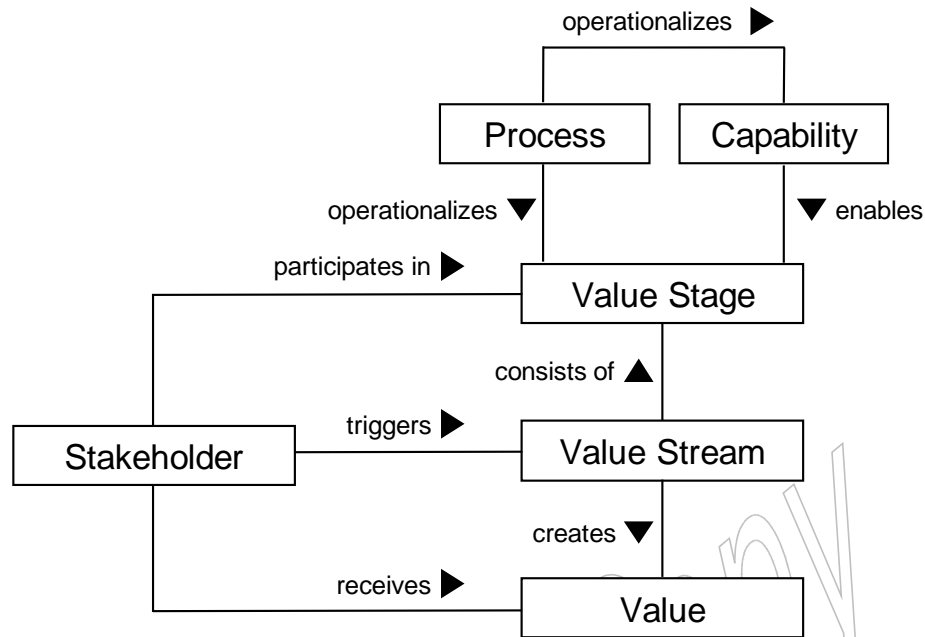 operationalizes
Process
Capability
operationalizes
enables
participates in
Value Stage
consists of
triggers
Stakeholder
Value Stream
creates
receives
Value